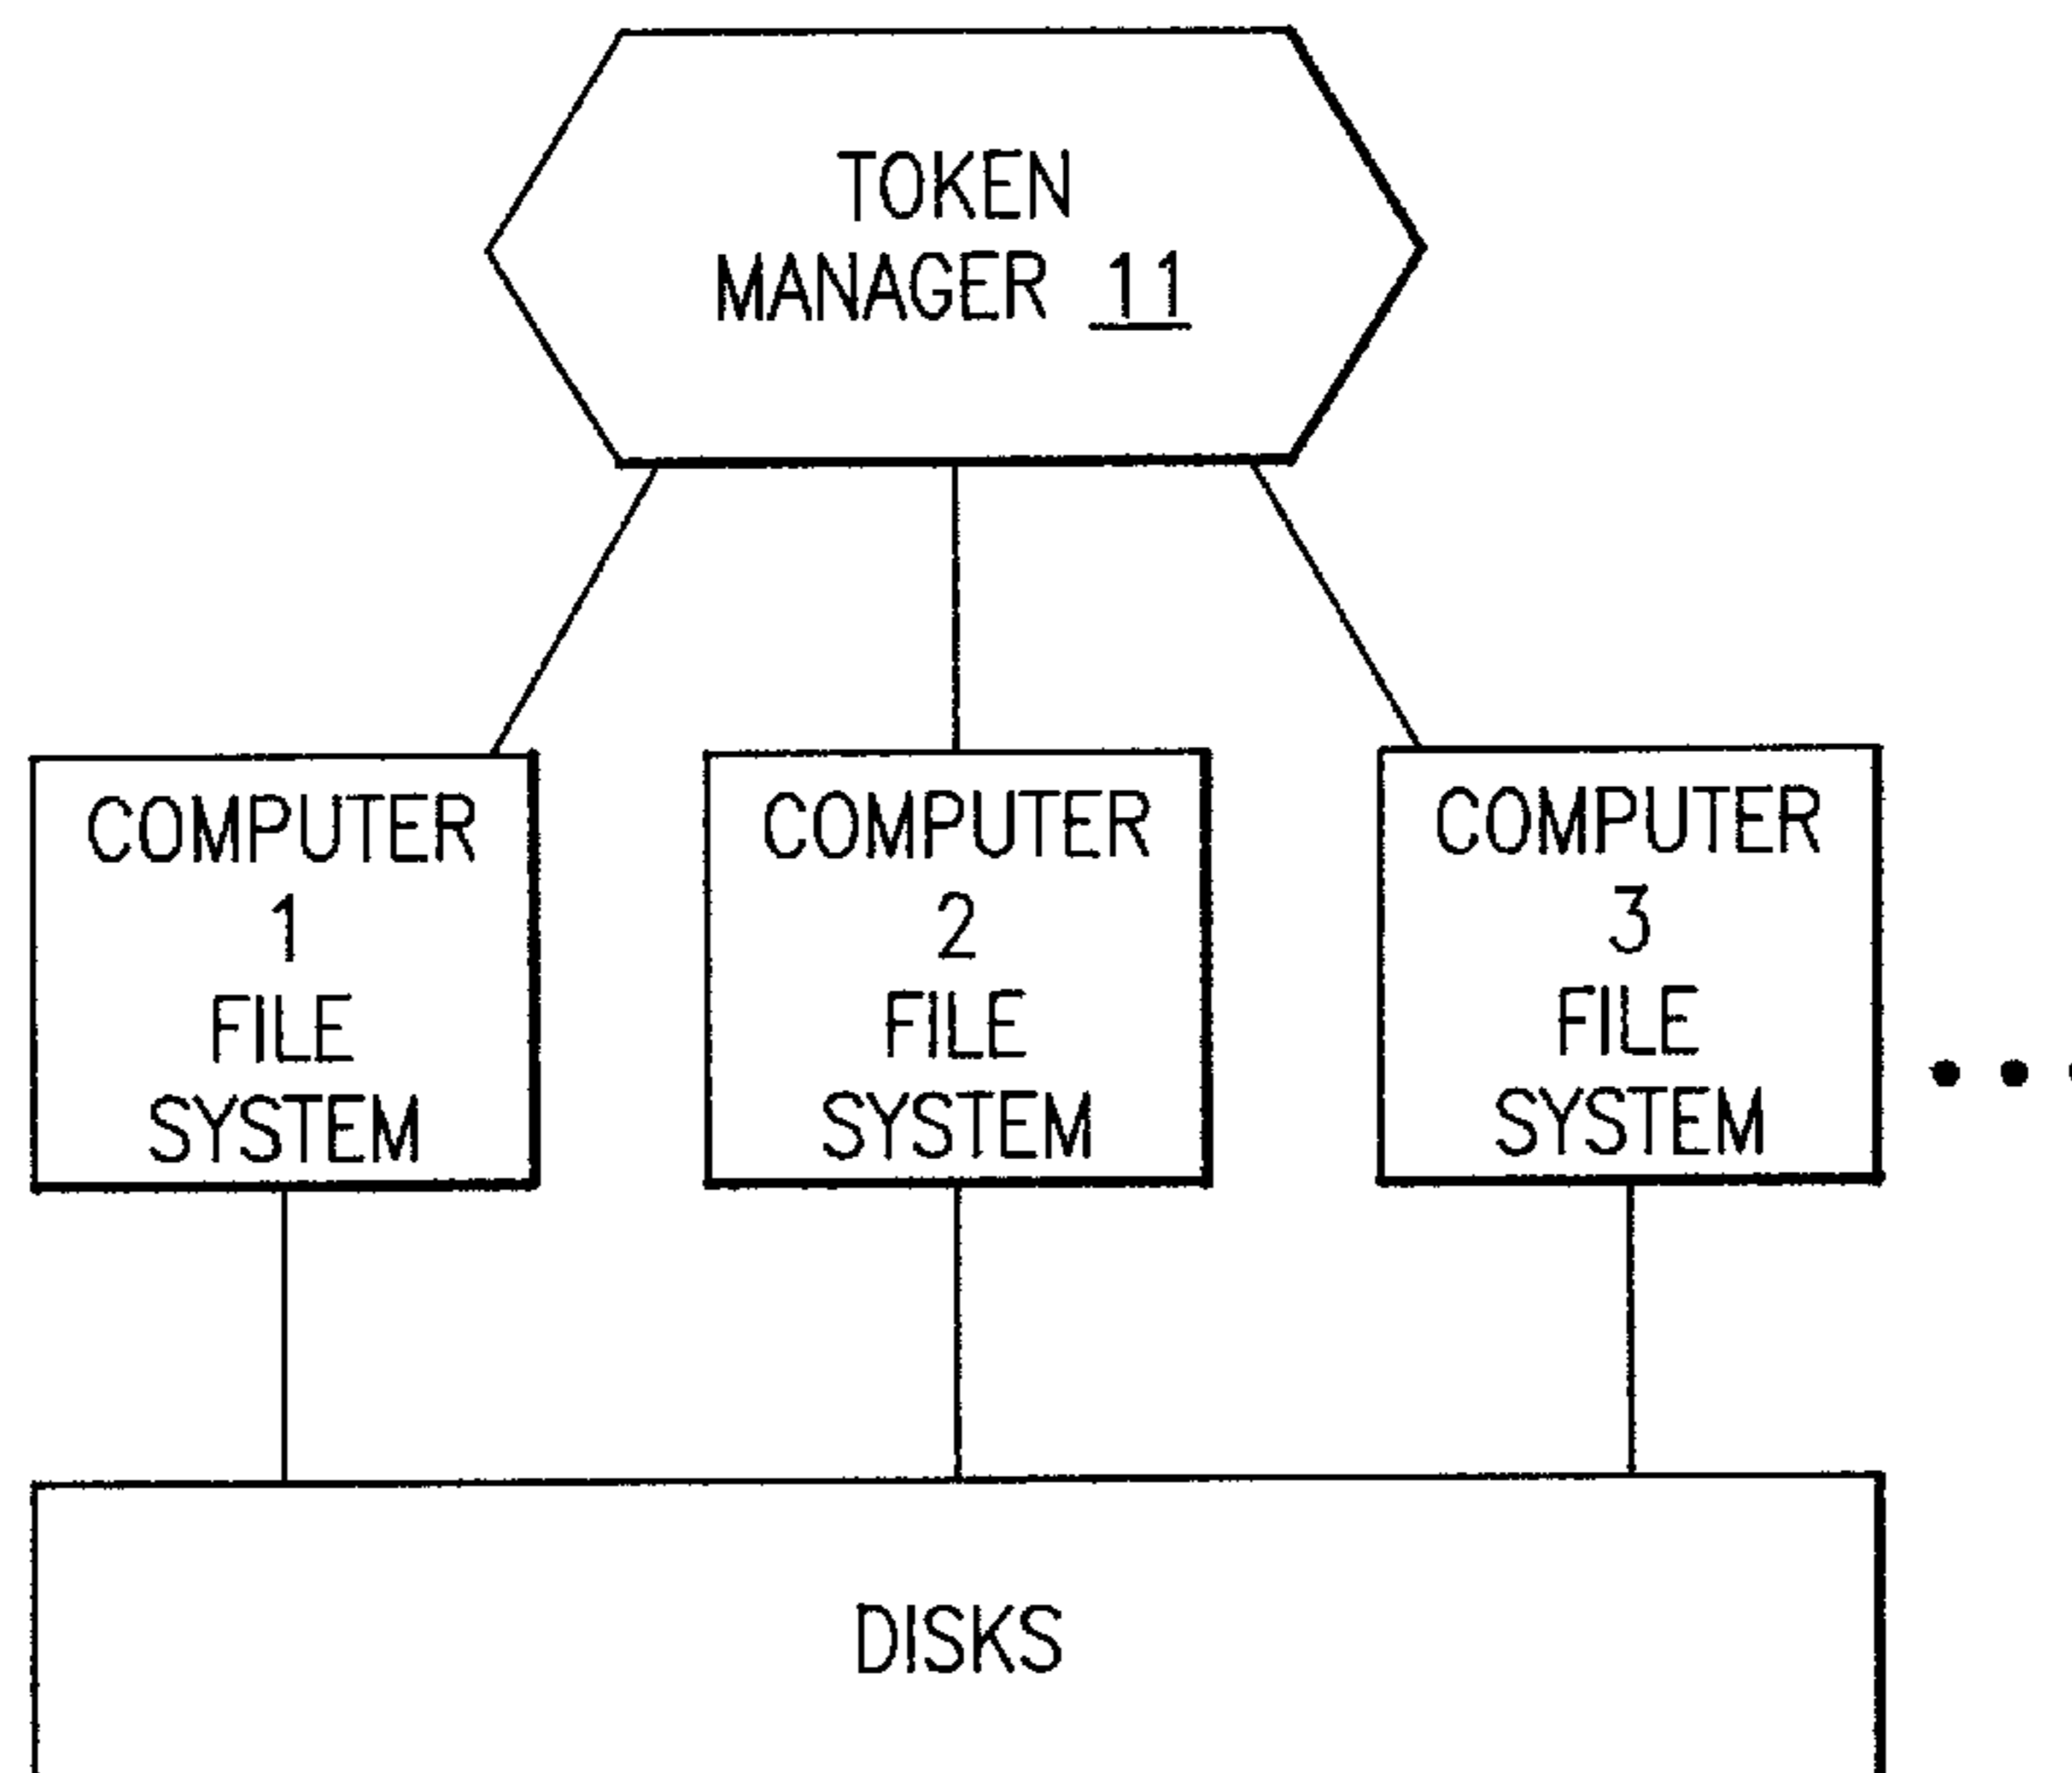 TOKEN
MANAGER 11
COMPUTER
1
FILE
SYSTEM
COMPUTER
2
FILE
SYSTEM
COMPUTER
3
FILE
SYSTEM
DISKS